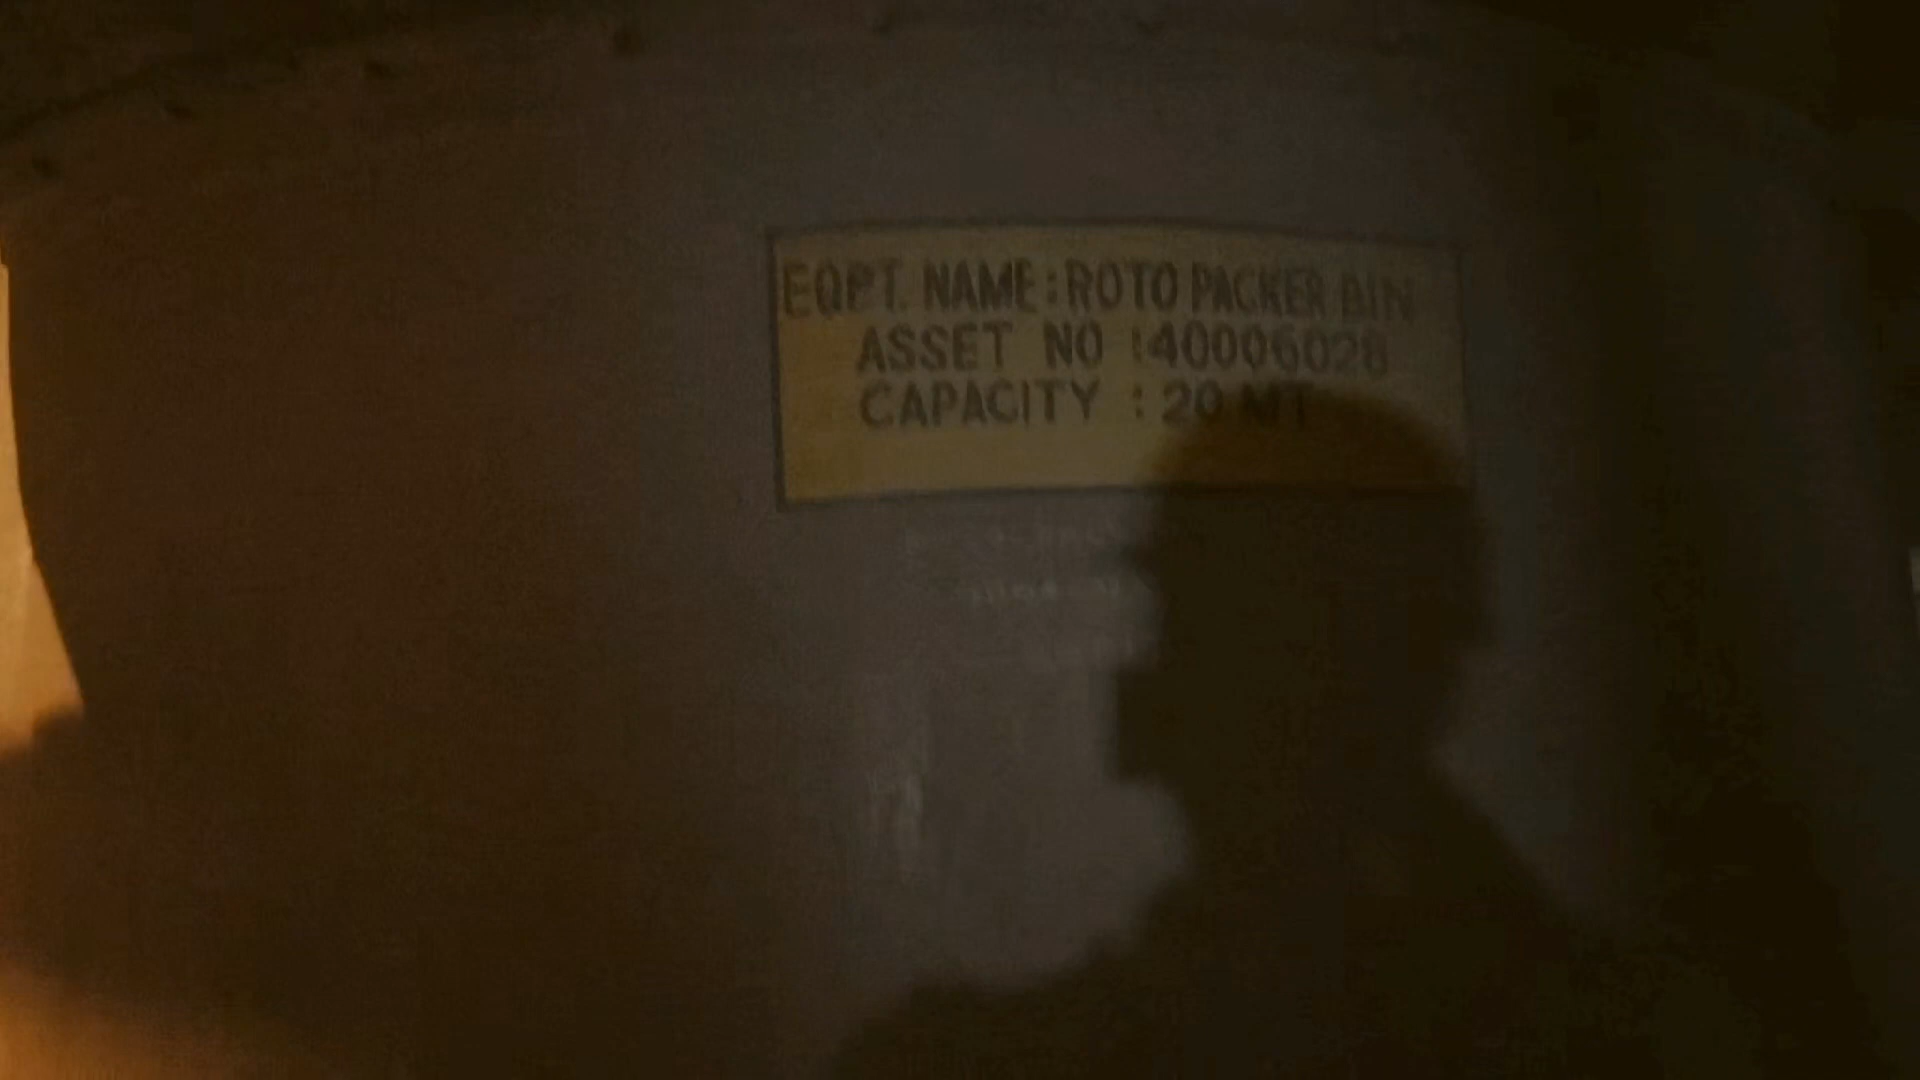 EQPT. NAME : ROTO PACKER BIN
ASSET NO : 40006028
CAPACITY : 20 MT